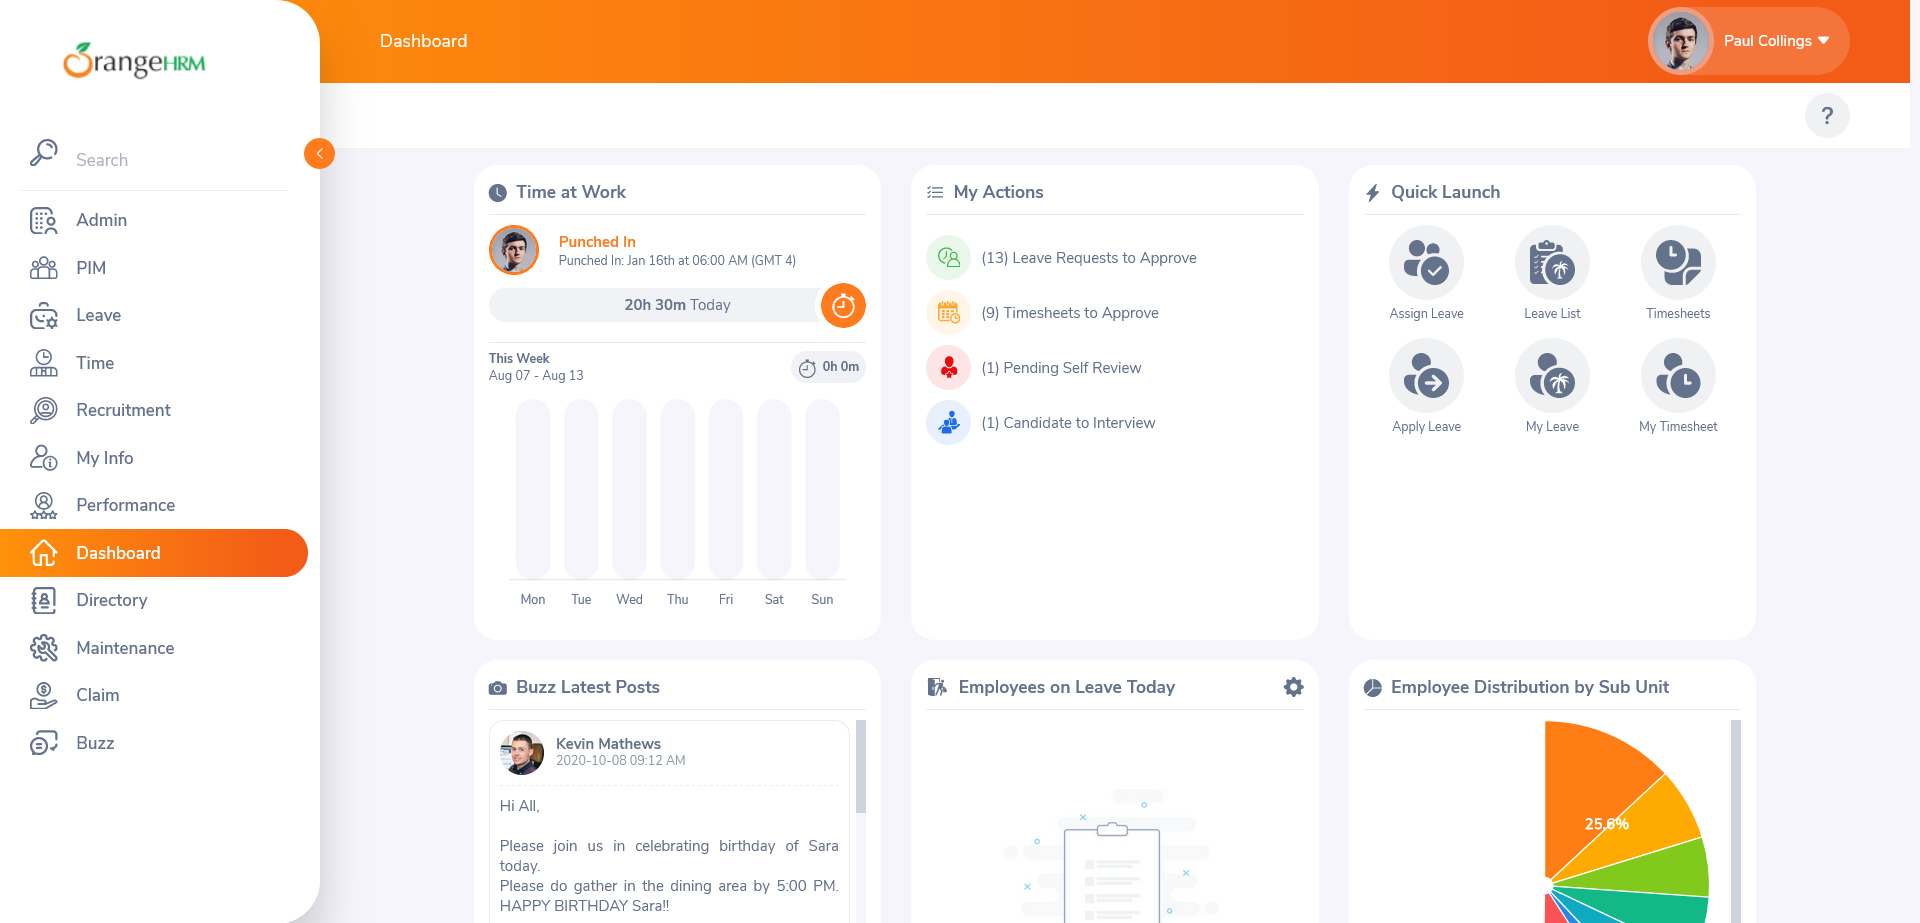 OrangeHRM
Dashboard
Paul Collings
?
Search
Admin
PIM
Leave
Time
Recruitment
My Info
Performance
Dashboard
Directory
Maintenance
Claim
Buzz
Time at Work
Punched In
Punched In: Jan 16th at 06:00 AM (GMT 4)
20h 30m Today
This Week
Aug 07 - Aug 13
0h 0m
Mon Tue Wed Thu Fri Sat Sun
My Actions
(13) Leave Requests to Approve
(9) Timesheets to Approve
(1) Pending Self Review
(1) Candidate to Interview
Quick Launch
Assign Leave
Leave List
Timesheets
Apply Leave
My Leave
My Timesheet
Buzz Latest Posts
Kevin Mathews
2020-10-08 09:12 AM
Hi All,
Please join us in celebrating birthday of Sara
today.
Please do gather in the dining area by 5:00 PM.
HAPPY BIRTHDAY Sara!!
Employees on Leave Today
Employee Distribution by Sub Unit
25.6%